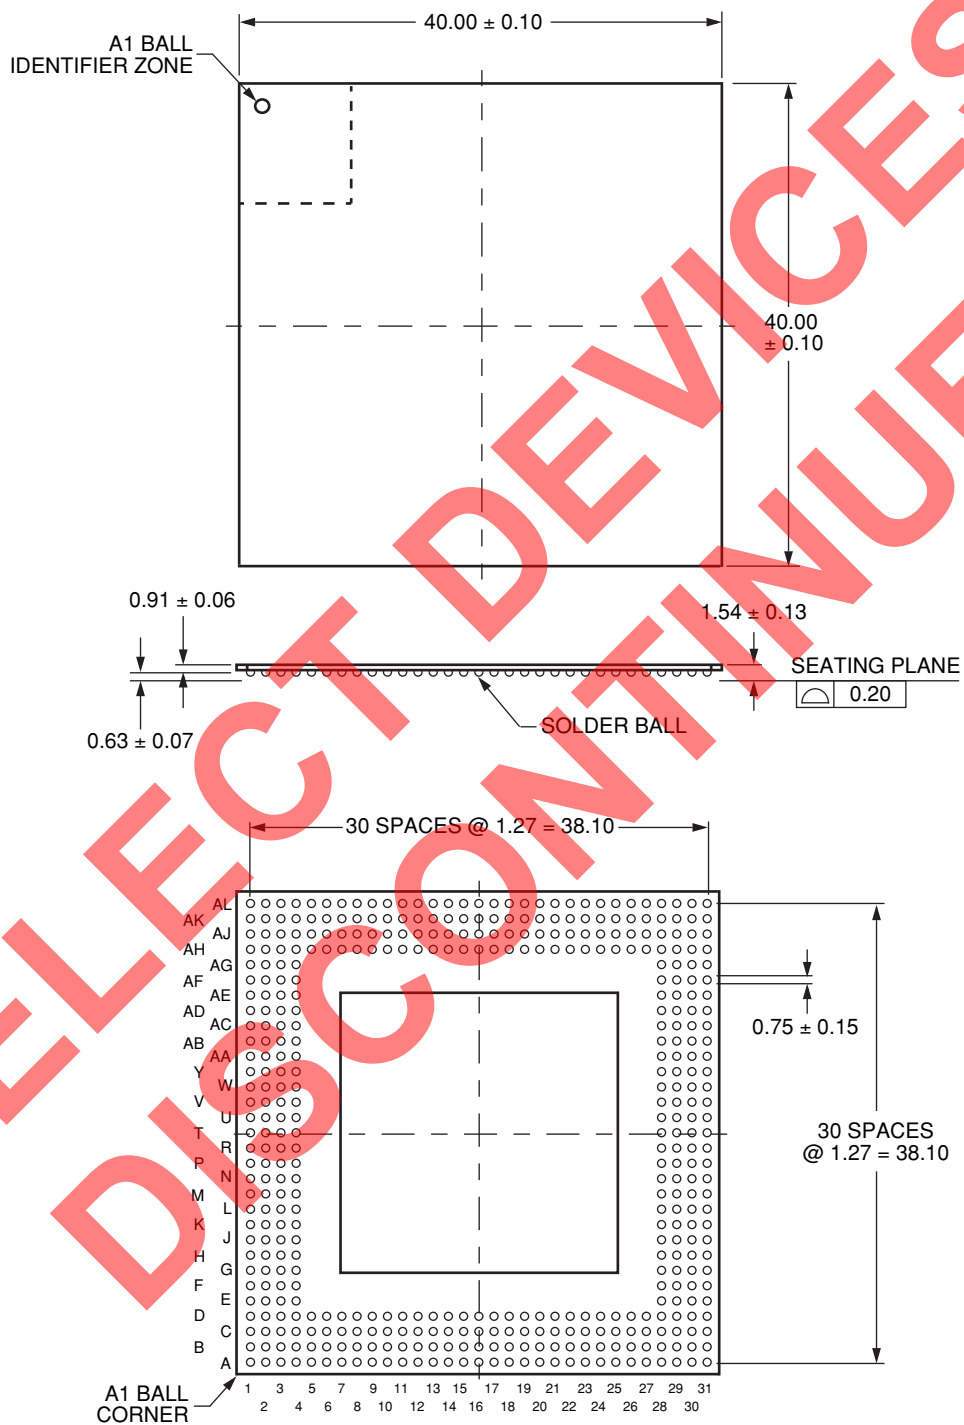 40.00 ± 0.10
A1 BALL
IDENTIFIER ZONE
40.00
± 0.10
0.91 ± 0.06
1.54 ± 0.13
SEATING PLANE
0.20
SOLDER BALL
0.63 ± 0.07
30 SPACES @ 1.27 = 38.10
AL
AK
AJ
AH
AG
AF
AE
AD
AC
AB
AA
Y
W
V
U
T
R
P
N
M
L
K
J
H
G
F
E
D
C
B
A
0.75 ± 0.15
30 SPACES
@ 1.27 = 38.10
A1 BALL
CORNER
1 3 5 7 9 11 13 15 17 19 21 23 25 27 29 31
2 4 6 8 10 12 14 16 18 20 22 24 26 28 30
ELECT DEVICES
DISCONTINUE